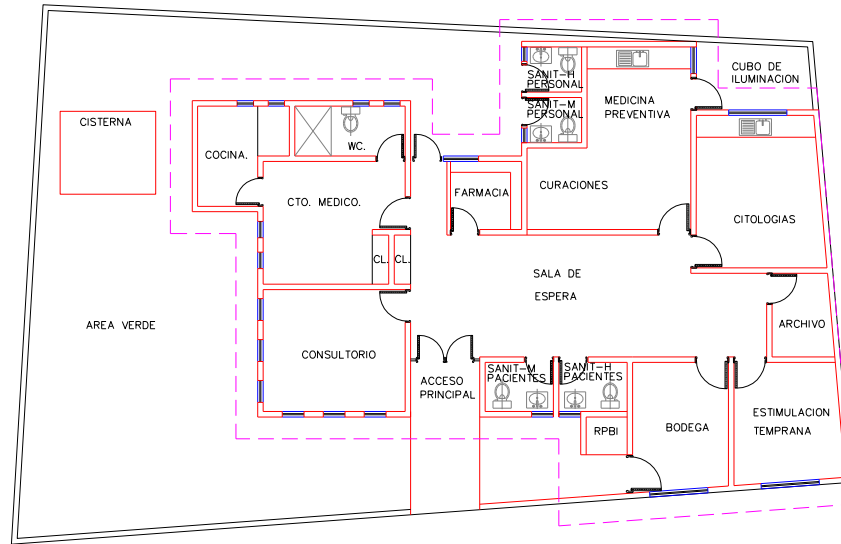 CUBO DE
ILUMINACION
SANIT-H
PERSONAL
SANIT-M
PERSONAL
MEDICINA
PREVENTIVA
CISTERNA
WC.
COCINA.
CURACIONES
FARMACIA
CTO. MEDICO.
CITOLOGIAS
CL.
CL.
SALA DE
ESPERA
AREA VERDE
ARCHIVO
CONSULTORIO
ACCESO
PRINCIPAL
SANIT-M
PACIENTES
SANIT-H
PACIENTES
RPBI
BODEGA
ESTIMULACION
TEMPRANA